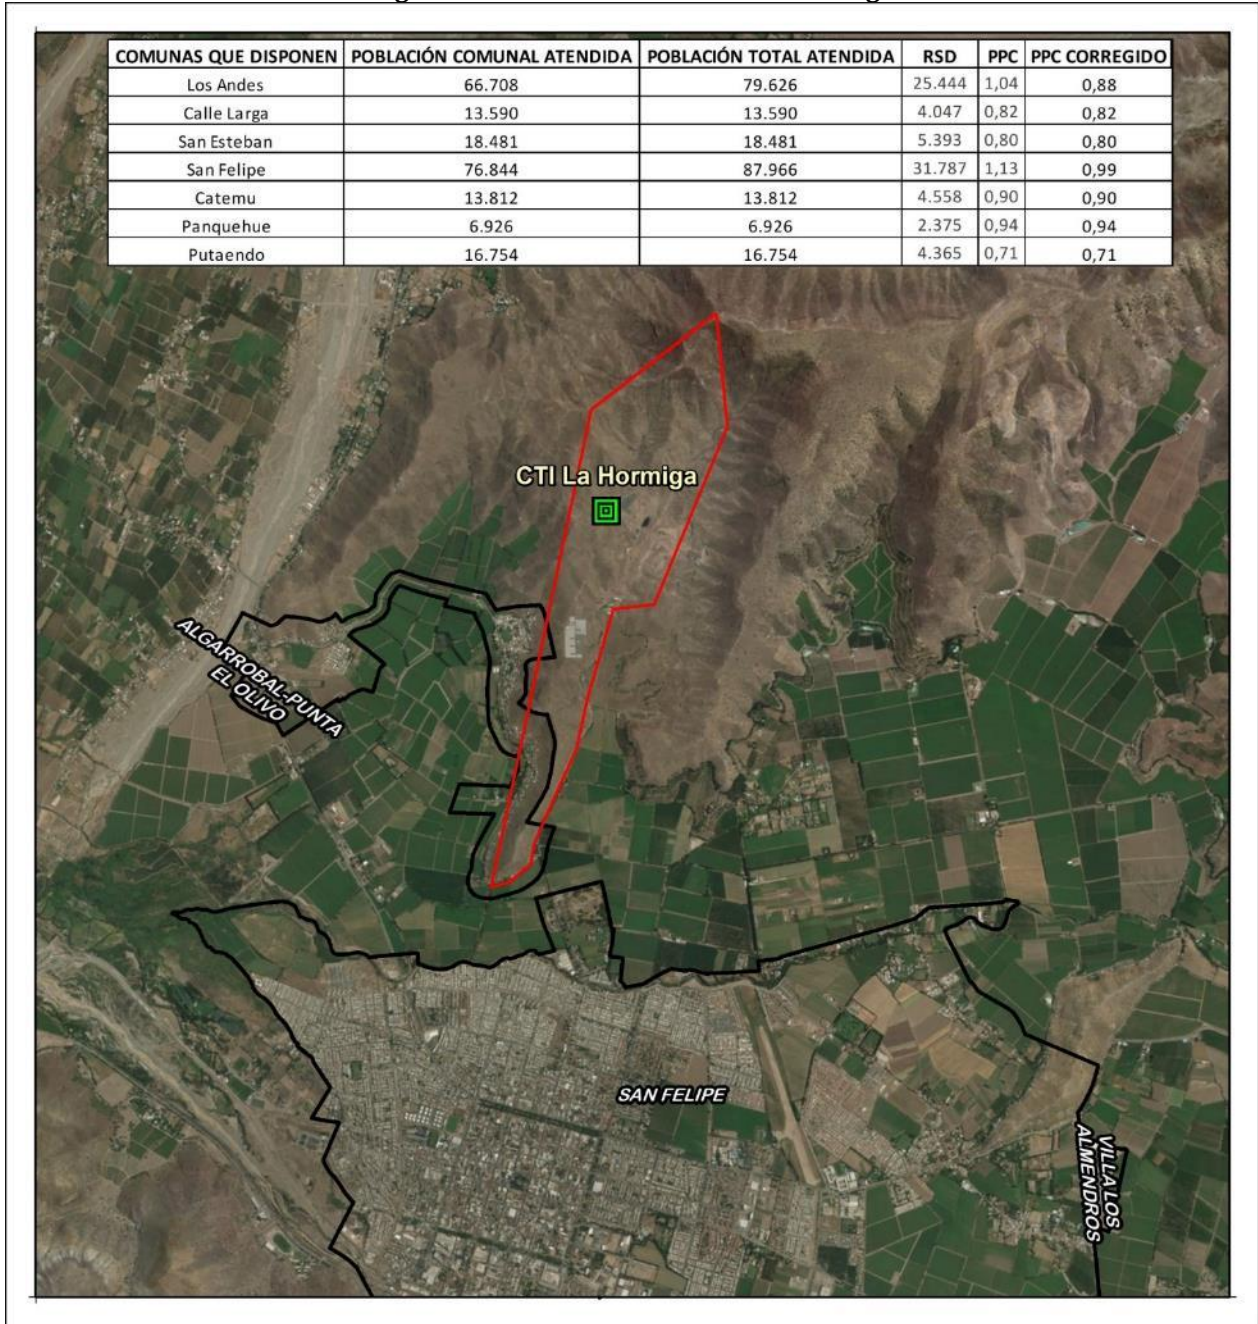 COMUNAS QUE DISPONEN POBLACIÓN COMUNAL ATENDIDA POBLACIÓN TOTAL ATENDIDA RSD PPC PPC CORREGIDO
Los Andes 66.708 79.626 25.444 1,04 0,88
Calle Larga 13.590 13.590 4.047 0,82 0,82
San Esteban 18.481 18.481 5.393 0,80 0,80
San Felipe 76.844 87.966 31.787 1,13 0,99
Catemu 13.812 13.812 4.558 0,90 0,90
Panquehue 6.926 6.926 2.375 0,94 0,94
Putaendo 16.754 16.754 4.365 0,71 0,71
CTI La Hormiga
ALGARROBAL-PUNTA
EL OLIVO
SAN FELIPE
VILLA LOS
ALMENDROS